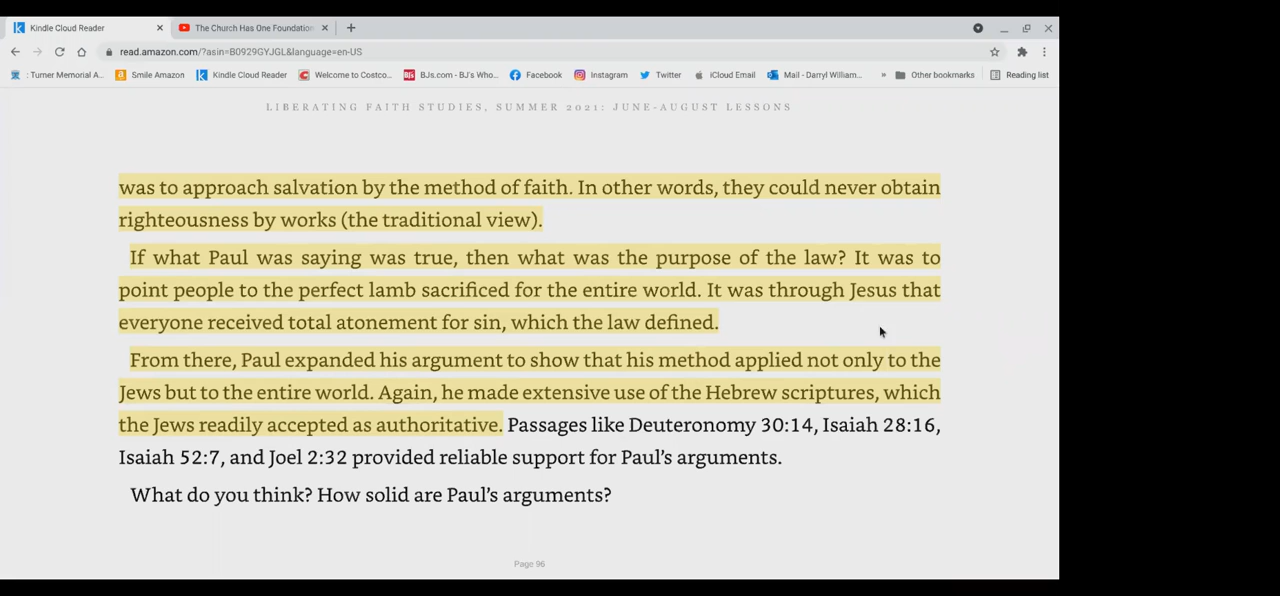 Kindle Cloud Reader
The Church Has One Foundation
read.amazon.com/?asin=B0929GYJGL&language=en-US
: Turner Memorial A... Smile Amazon Kindle Cloud Reader Welcome to Costco... BJs.com - BJ's Who... Facebook Instagram Twitter iCloud Email Mail - Darryl William... » Other bookmarks Reading list
LIBERATING FAITH STUDIES, SUMMER 2021: JUNE-AUGUST LESSONS
was to approach salvation by the method of faith. In other words, they could never obtain
righteousness by works (the traditional view).
If what Paul was saying was true, then what was the purpose of the law? It was to
point people to the perfect lamb sacrificed for the entire world. It was through Jesus that
everyone received total atonement for sin, which the law defined.
From there, Paul expanded his argument to show that his method applied not only to the
Jews but to the entire world. Again, he made extensive use of the Hebrew scriptures, which
the Jews readily accepted as authoritative. Passages like Deuteronomy 30:14, Isaiah 28:16,
Isaiah 52:7, and Joel 2:32 provided reliable support for Paul's arguments.
What do you think? How solid are Paul's arguments?
Page 96